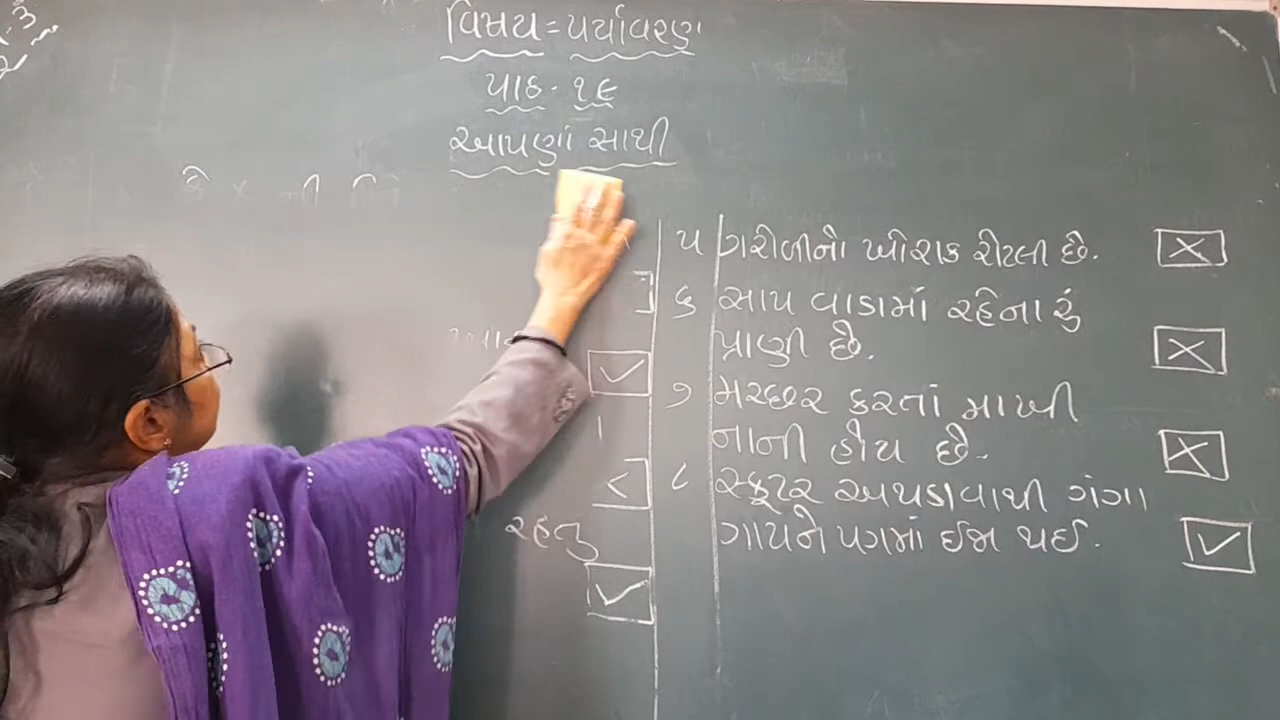 વિષય = પર્યાવરણ
પાઠ - ૧૯
આપણાં સાથી
૫ ગરોળીનો ખોરાક રોટલી છે.
૬ સાપ વાડામાં રહેનારું
પ્રાણી છે.
૭ મચ્છર કરતાં માખી
નાની હોય છે.
૮ સ્કૂટર અથડાવાથી ગંગા
ગાયને પગમાં ઈજા થઈ.